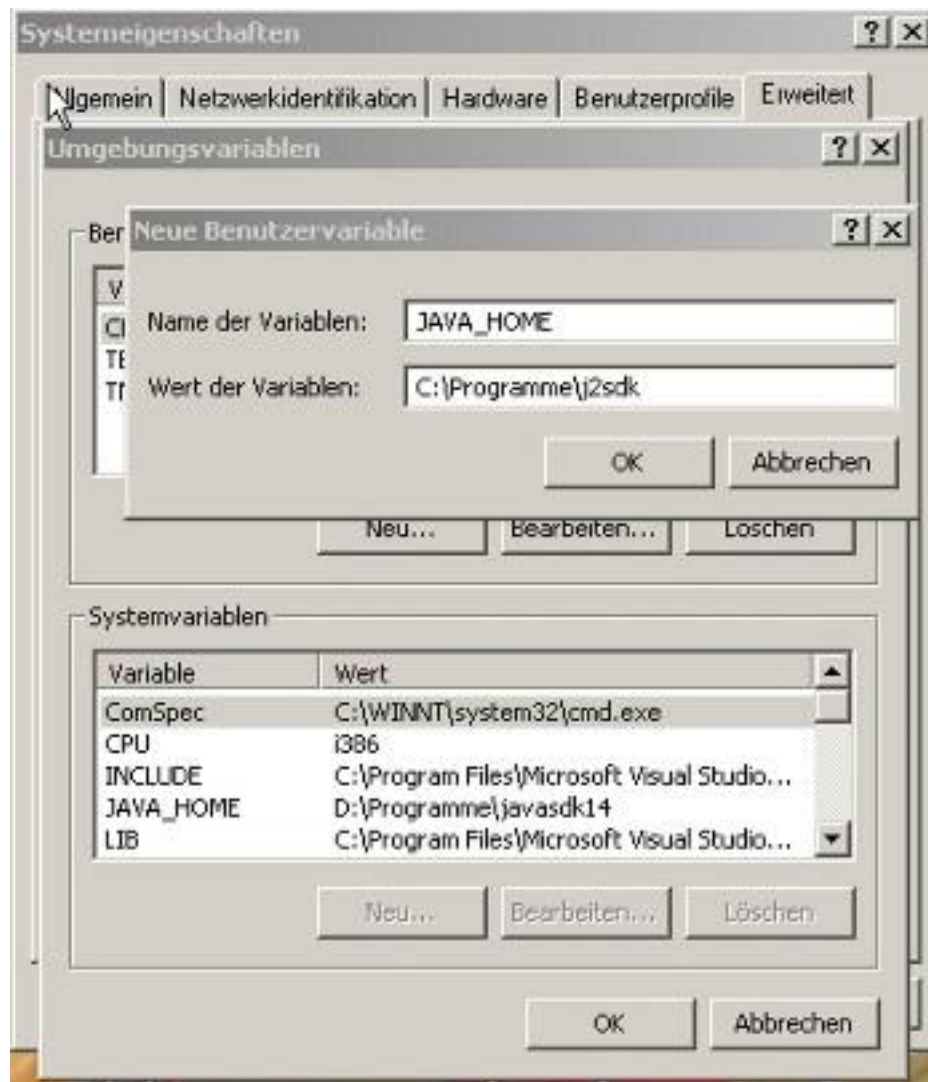 Systemeigenschaften
Allgemein Netzwerkidentifikation Hardware Benutzerprofile Erweitert
Umgebungsvariablen
Ber
Neue Benutzervariable
V
Name der Variablen: JAVA_HOME
Wert der Variablen: C:\Programme\j2sdk
OK Abbrechen
Neu... Bearbeiten... Löschen
Systemvariablen
Variable Wert
ComSpec C:\WINNT\system32\cmd.exe
CPU i386
INCLUDE C:\Program Files\Microsoft Visual Studio...
JAVA_HOME D:\Programme\javasdk14
LIB C:\Program Files\Microsoft Visual Studio...
Neu... Bearbeiten... Löschen
OK Abbrechen